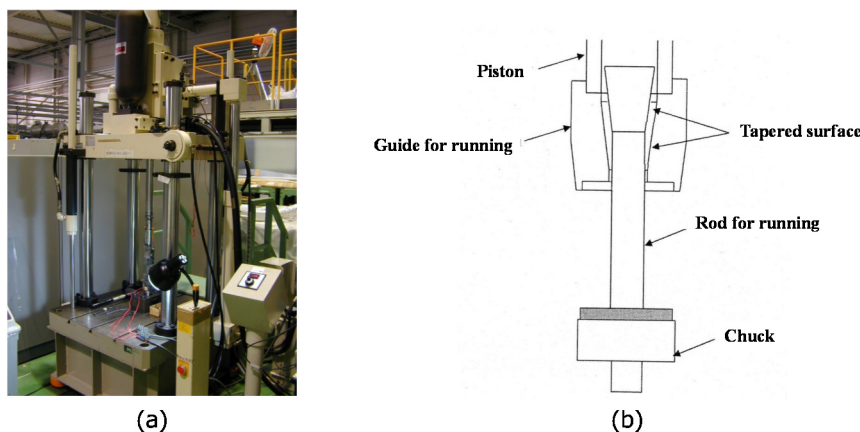 Piston
Guide for running
Tapered surface
Rod for running
Chuck
(a)
(b)